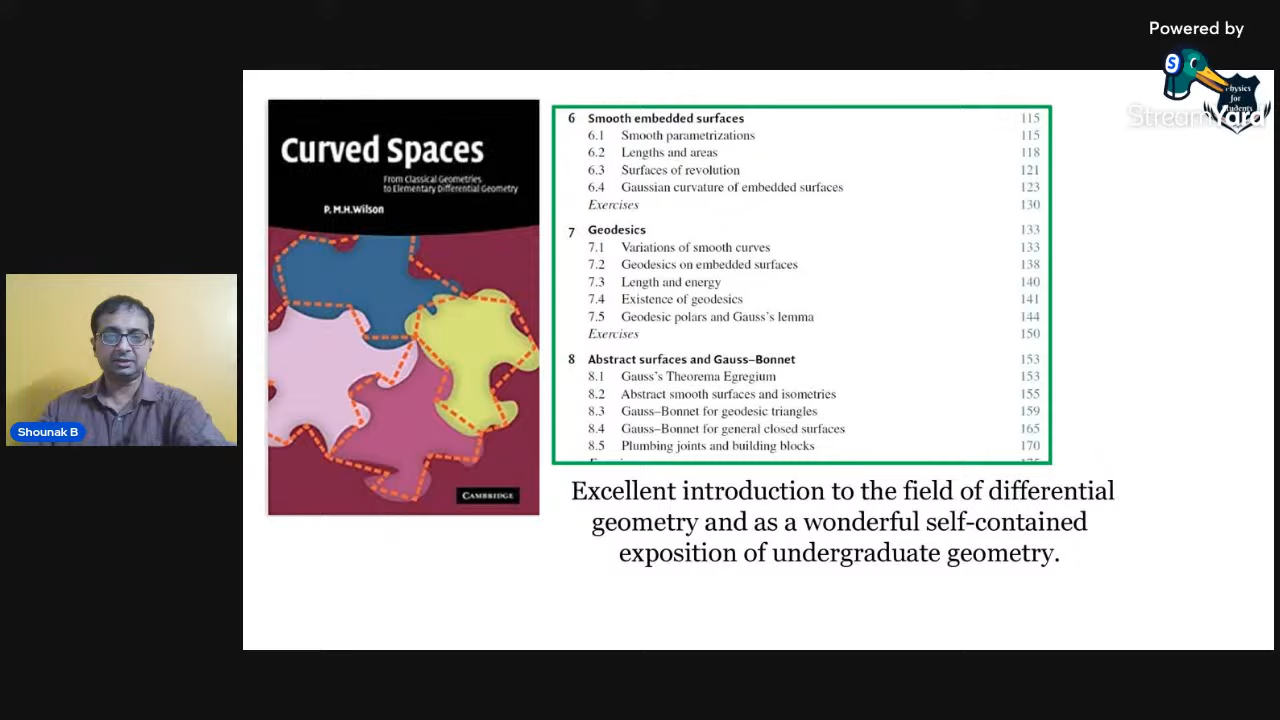 Powered by
S
Physics
for
Students
StreamYard
Curved Spaces
From Classical Geometries
to Elementary Differential Geometry
P. M.H.Wilson
CAMBRIDGE
6 Smooth embedded surfaces 115
6.1 Smooth parametrizations 115
6.2 Lengths and areas 118
6.3 Surfaces of revolution 121
6.4 Gaussian curvature of embedded surfaces 123
Exercises 130
7 Geodesics 133
7.1 Variations of smooth curves 133
7.2 Geodesics on embedded surfaces 138
7.3 Length and energy 140
7.4 Existence of geodesics 141
7.5 Geodesic polars and Gauss's lemma 144
Exercises 150
8 Abstract surfaces and Gauss–Bonnet 153
8.1 Gauss's Theorema Egregium 153
8.2 Abstract smooth surfaces and isometries 155
8.3 Gauss–Bonnet for geodesic triangles 159
8.4 Gauss–Bonnet for general closed surfaces 165
8.5 Plumbing joints and building blocks 170
Excellent introduction to the field of differential
geometry and as a wonderful self-contained
exposition of undergraduate geometry.
Shounak B